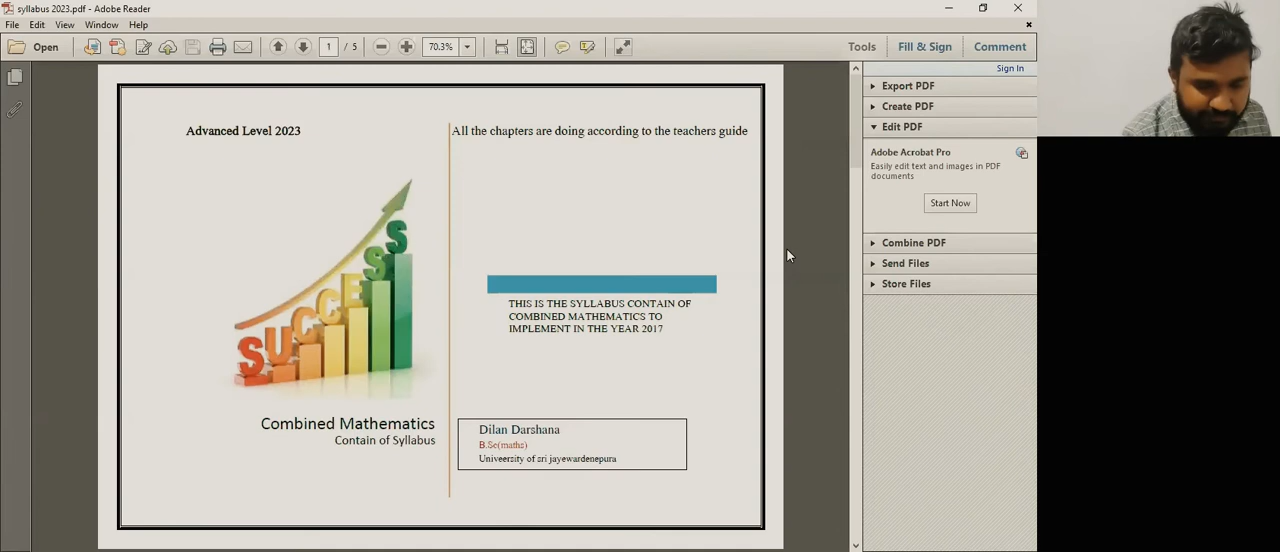 syllabus 2023.pdf - Adobe Reader
File Edit View Window Help
Open
1 / 5
70.3%
Tools Fill & Sign Comment
Sign In
Export PDF
Create PDF
Edit PDF
Adobe Acrobat Pro
Easily edit text and images in PDF
documents
Start Now
Combine PDF
Send Files
Store Files
Advanced Level 2023
All the chapters are doing according to the teachers guide
SUCCESS
THIS IS THE SYLLABUS CONTAIN OF
COMBINED MATHEMATICS TO
IMPLEMENT IN THE YEAR 2017
Combined Mathematics
Contain of Syllabus
Dilan Darshana
B.Sc(maths)
Univeersity of sri jayewardenepura